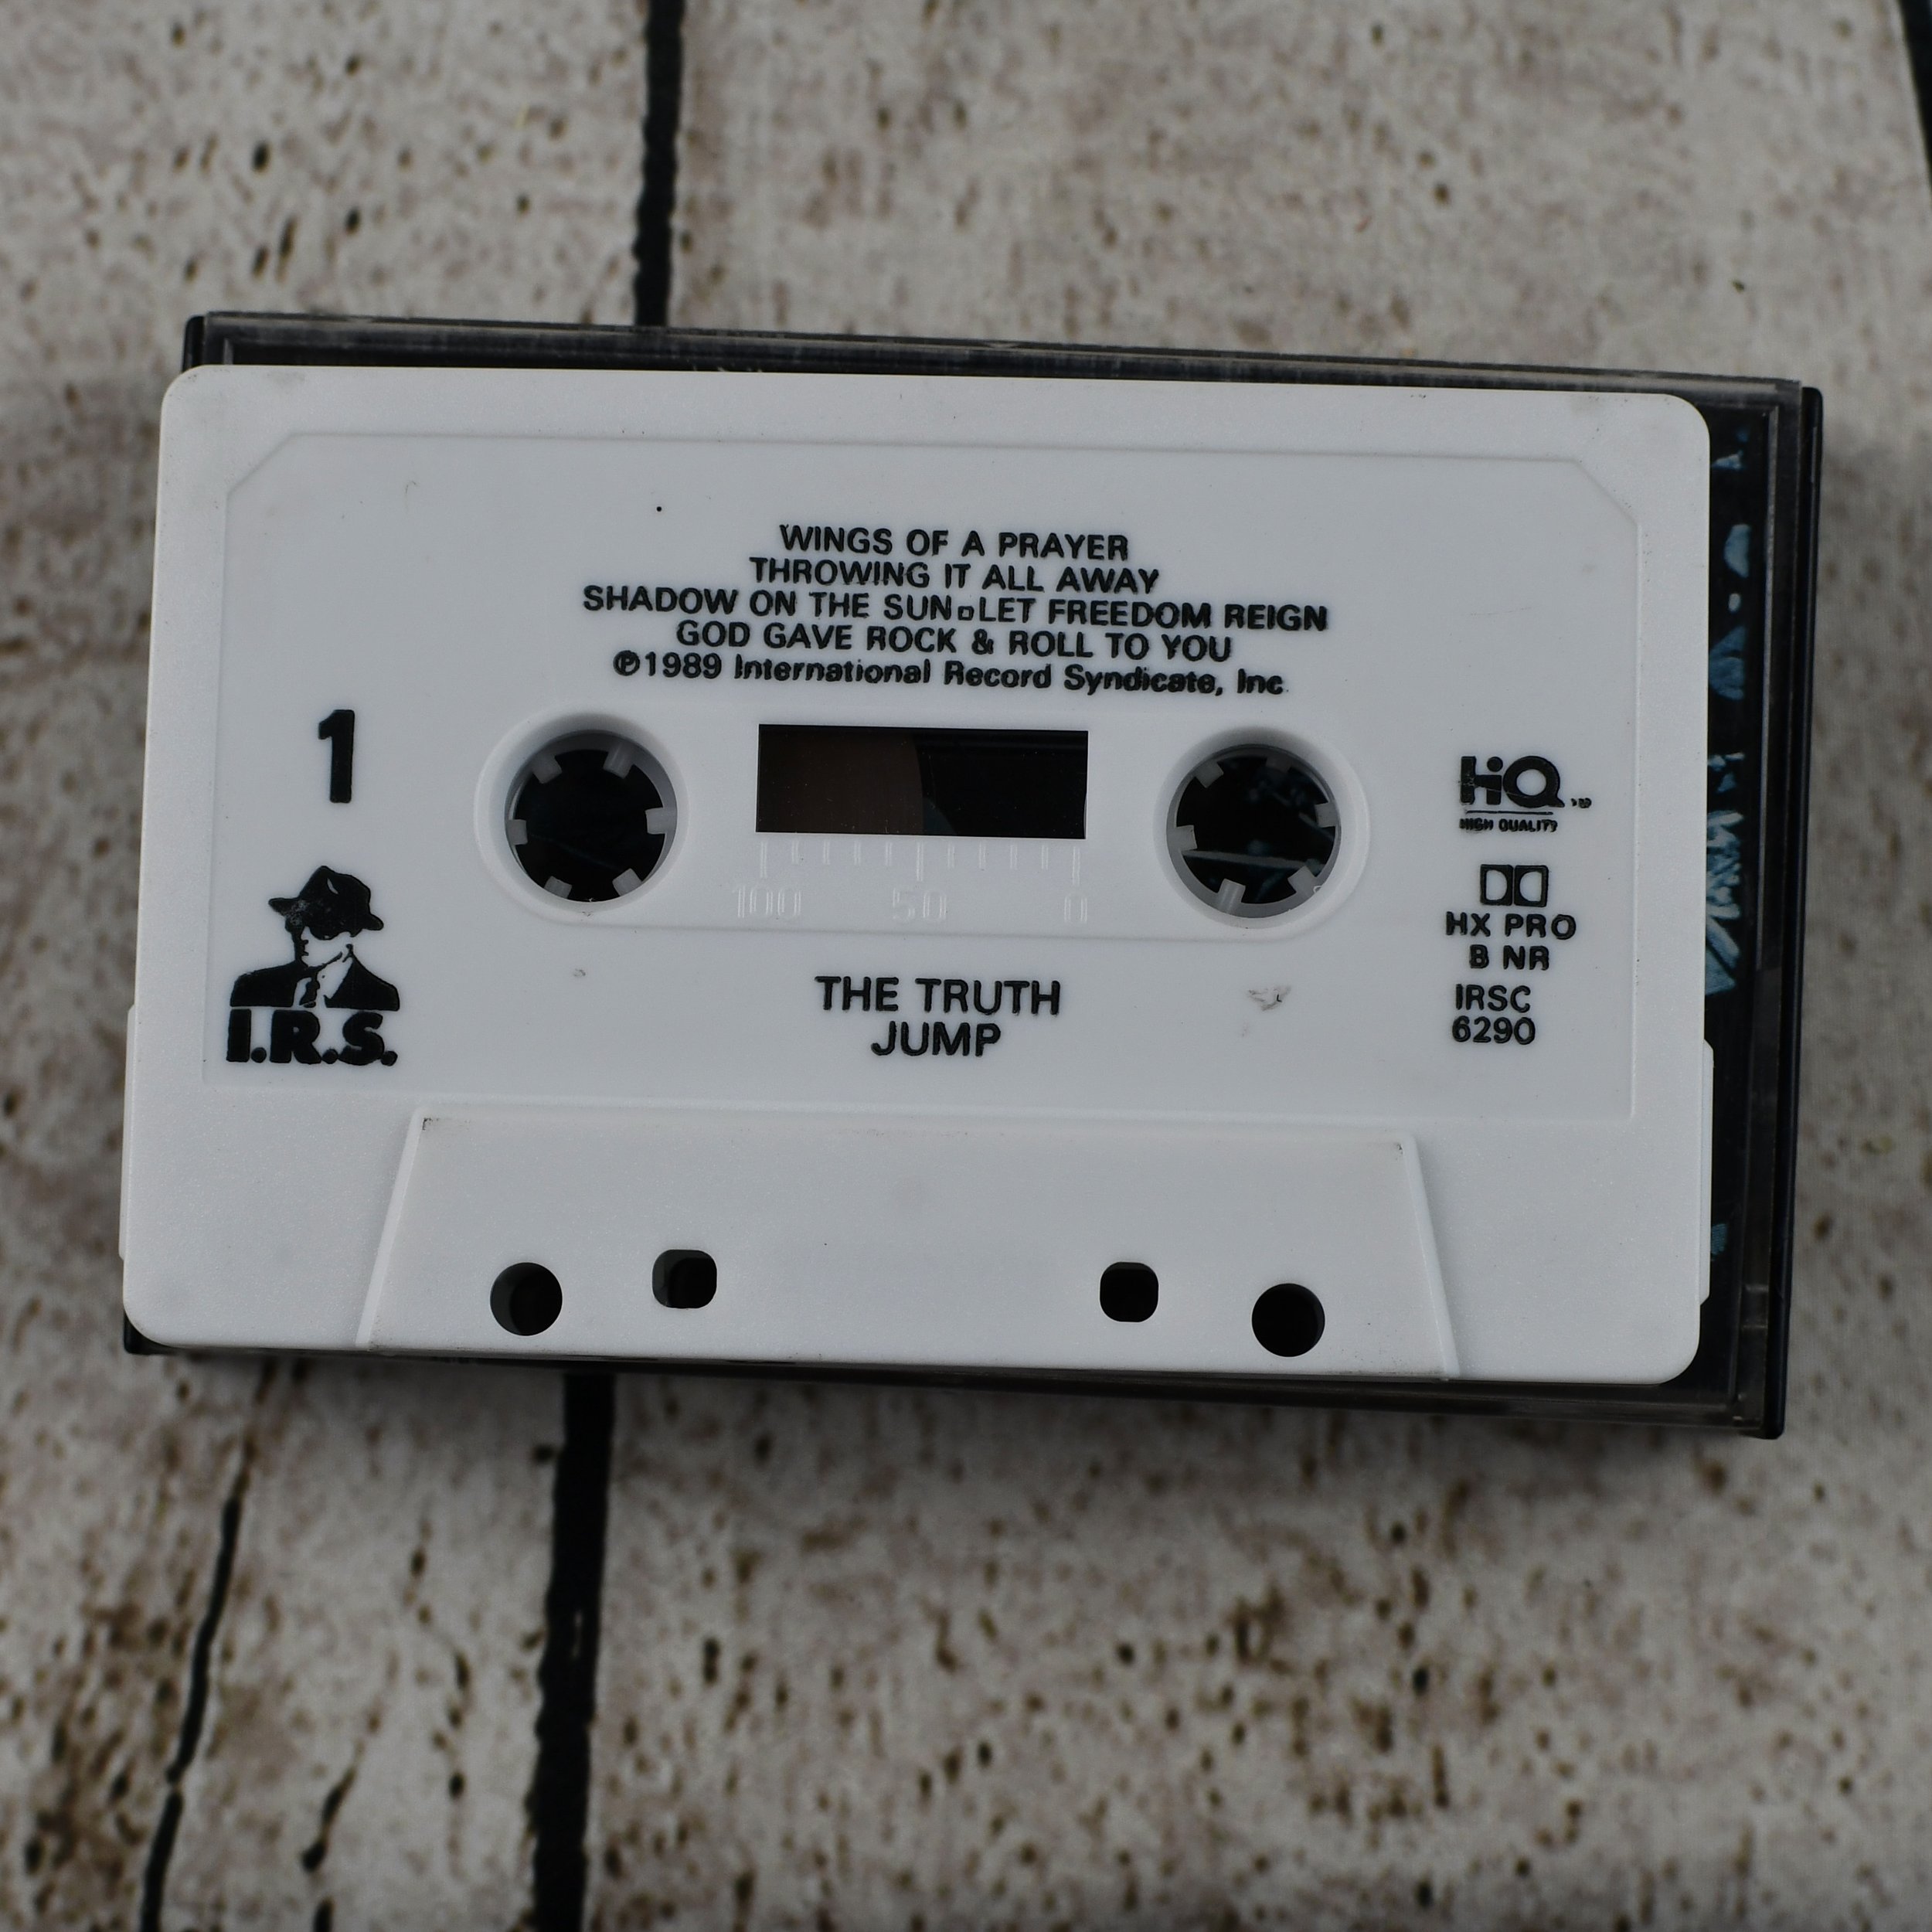 WINGS OF A PRAYER
THROWING IT ALL AWAY
SHADOW ON THE SUN▫LET FREEDOM REIGN
GOD GAVE ROCK & ROLL TO YOU
℗1989 International Record Syndicate, Inc.
1
HiQ™
HIGH QUALITY
100 50 0
HX PRO
B NR
IRSC
6290
I.R.S.
THE TRUTH
JUMP